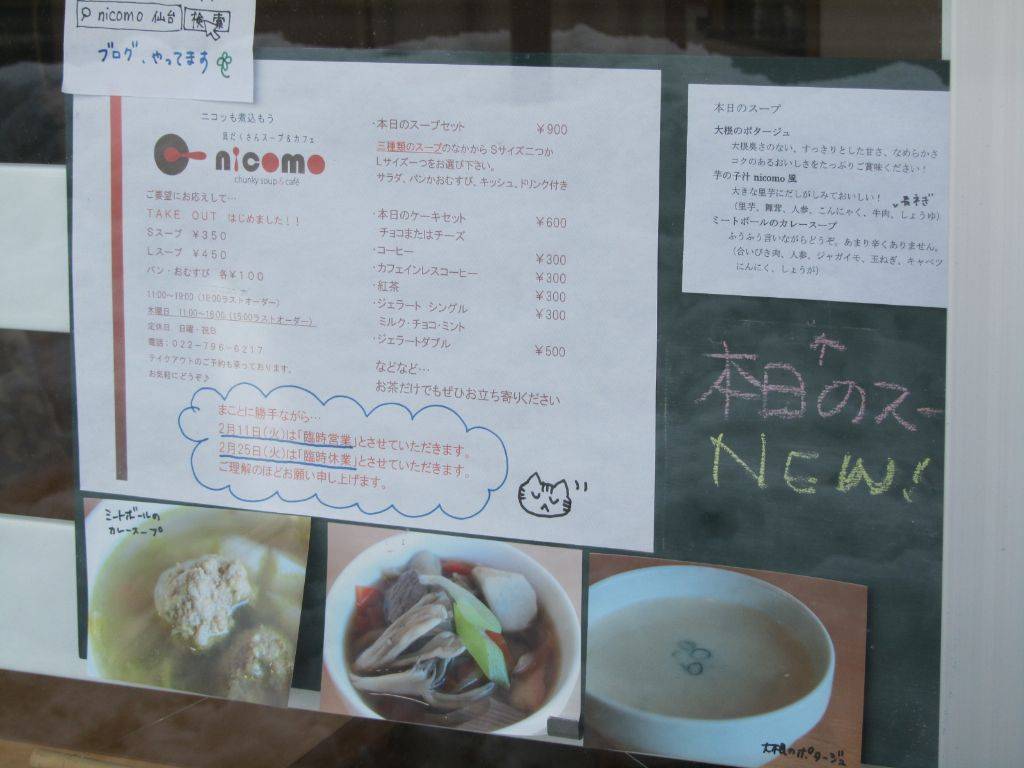 nicomo 仙台 検索
ブログ、やってます
ニコッも煮込もう
具だくさんスープ&カフェ
nicomo
chunky soup & café
ご要望にお応えして…
TAKE OUT はじめました！！
Sスープ ¥350
Lスープ ¥450
パン・おむすび 各¥100
11:00～19:00 (18:00ラストオーダー)
木曜日 11:00～16:00 (15:00ラストオーダー)
定休日 日曜・祝日
電話：022-796-6217
テイクアウトのご予約も承っております。
お気軽にどうぞ♪
・本日のスープセット ¥900
三種類のスープのなかから Sサイズ二つか
Lサイズ一つをお選び下さい。
サラダ、パンかおむすび、キッシュ、ドリンク付き
・本日のケーキセット ¥600
チョコまたはチーズ
・コーヒー ¥300
・カフェインレスコーヒー ¥300
・紅茶 ¥300
・ジェラート シングル ¥300
ミルク・チョコ・ミント
・ジェラートダブル ¥500
などなど…
お茶だけでもぜひお立ち寄りください
まことに勝手ながら…
2月11日(火)は「臨時営業」とさせていただきます。
2月25日(火)は「臨時休業」とさせていただきます。
ご理解のほどお願い申し上げます。
本日のスープ
大根のポタージュ
大根臭さのない、すっきりとした甘さ、なめらかさ
コクのあるおいしさをたっぷりご賞味ください！
芋の子汁 nicomo 風
大きな里芋にだしがしみておいしい！
長ネギ
(里芋、舞茸、人参、こんにゃく、牛肉、しょうゆ)
ミートボールのカレースープ
ふうふう言いながらどうぞ、あまり辛くありません。
(合いびき肉、人参、ジャガイモ、玉ねぎ、キャベツ
にんにく、しょうが)
↑
本日のスー
NEW!
ミートボールの
カレースープ
大根のポタージュ